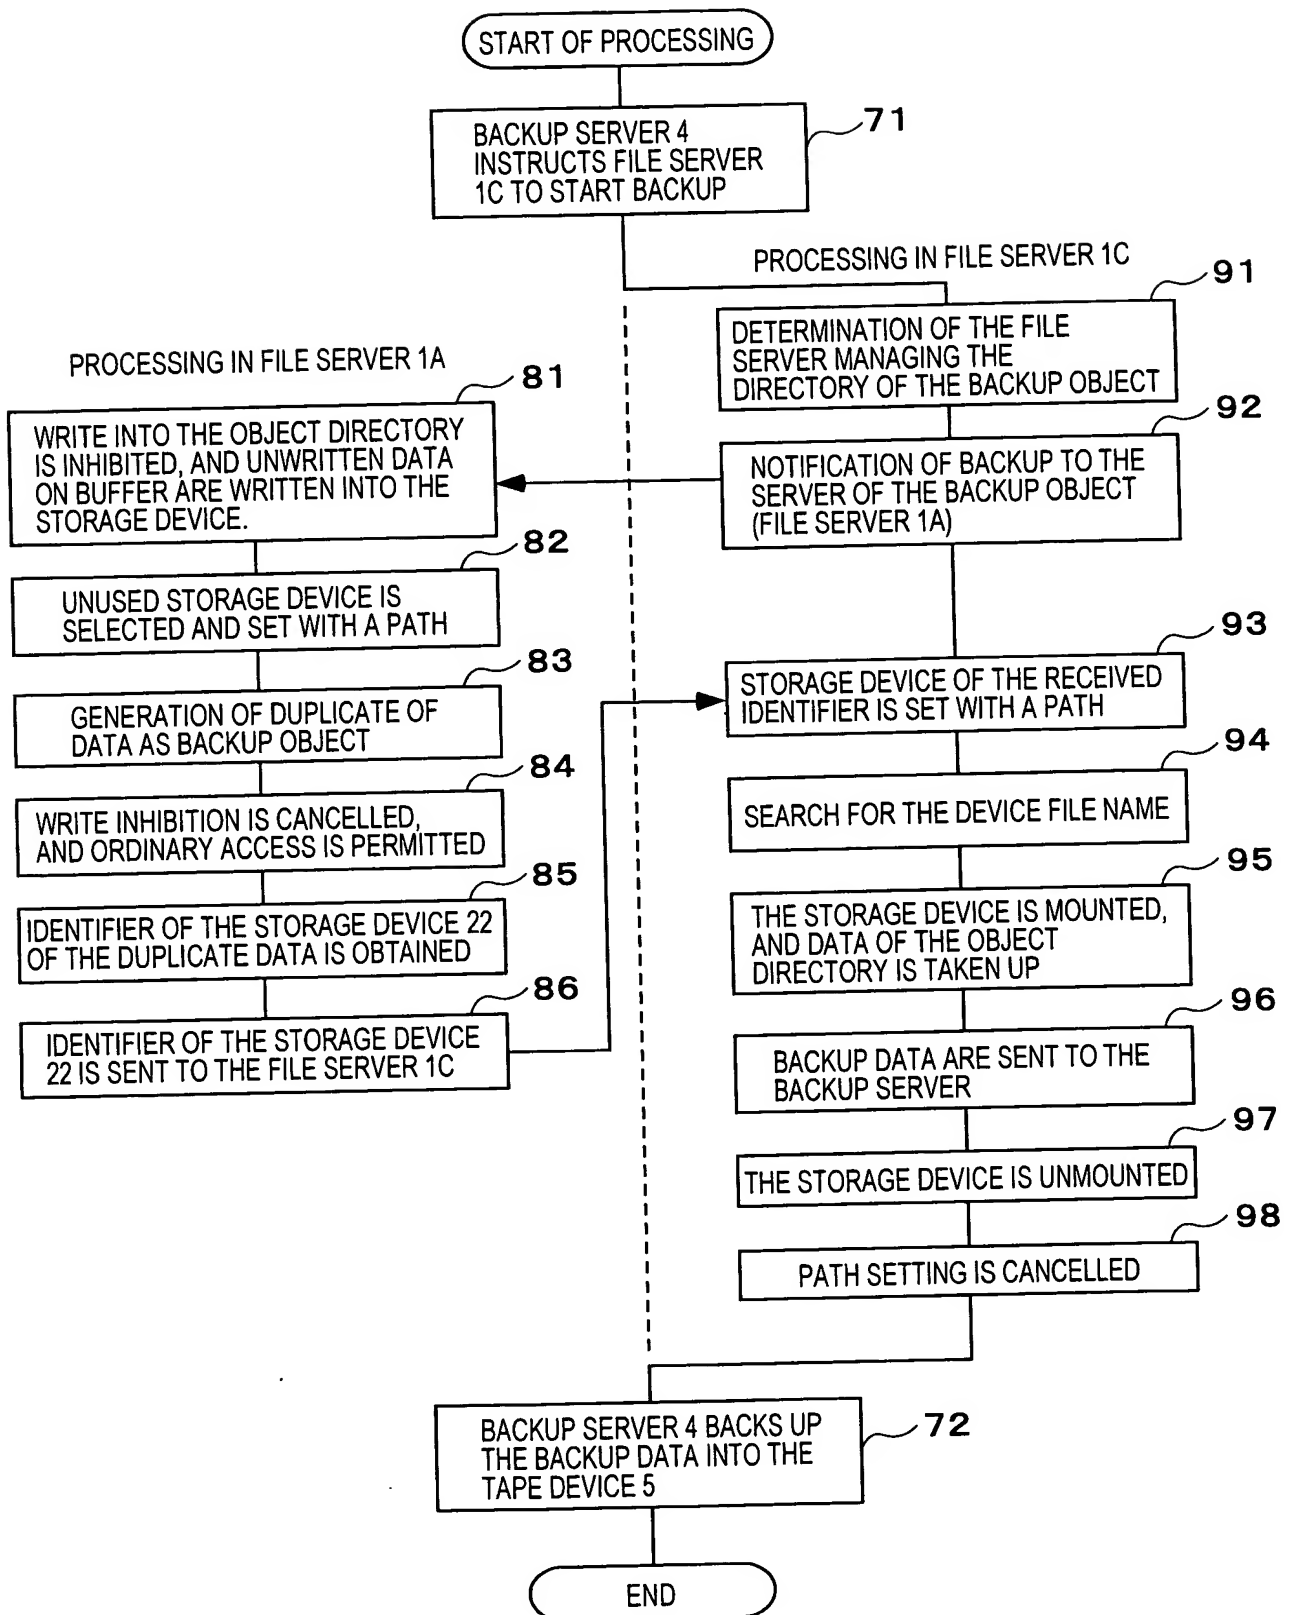 START OF PROCESSING
71
BACKUP SERVER 4
INSTRUCTS FILE SERVER
1C TO START BACKUP
PROCESSING IN FILE SERVER 1C
91
DETERMINATION OF THE FILE
SERVER MANAGING THE
DIRECTORY OF THE BACKUP OBJECT
92
NOTIFICATION OF BACKUP TO THE
SERVER OF THE BACKUP OBJECT
(FILE SERVER 1A)
PROCESSING IN FILE SERVER 1A
81
WRITE INTO THE OBJECT DIRECTORY
IS INHIBITED, AND UNWRITTEN DATA
ON BUFFER ARE WRITTEN INTO THE
STORAGE DEVICE.
82
UNUSED STORAGE DEVICE IS
SELECTED AND SET WITH A PATH
83
GENERATION OF DUPLICATE OF
DATA AS BACKUP OBJECT
84
WRITE INHIBITION IS CANCELLED,
AND ORDINARY ACCESS IS PERMITTED
85
IDENTIFIER OF THE STORAGE DEVICE 22
OF THE DUPLICATE DATA IS OBTAINED
86
IDENTIFIER OF THE STORAGE DEVICE
22 IS SENT TO THE FILE SERVER 1C
93
STORAGE DEVICE OF THE RECEIVED
IDENTIFIER IS SET WITH A PATH
94
SEARCH FOR THE DEVICE FILE NAME
95
THE STORAGE DEVICE IS MOUNTED,
AND DATA OF THE OBJECT
DIRECTORY IS TAKEN UP
96
BACKUP DATA ARE SENT TO THE
BACKUP SERVER
97
THE STORAGE DEVICE IS UNMOUNTED
98
PATH SETTING IS CANCELLED
72
BACKUP SERVER 4 BACKS UP
THE BACKUP DATA INTO THE
TAPE DEVICE 5
END